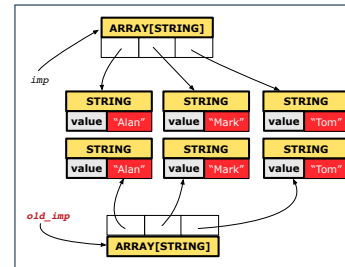 ARRAY[STRING]
imp
STRING STRING STRING
value "Alan" value "Mark" value "Tom"
STRING STRING STRING
value "Alan" value "Mark" value "Tom"
old_imp
ARRAY[STRING]